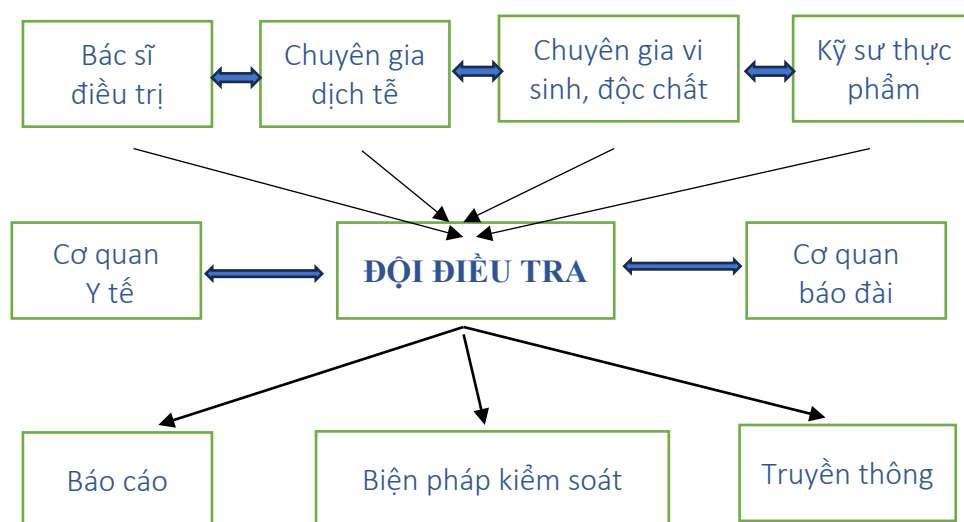 Bác sĩ
điều trị
Chuyên gia
dịch tễ
Chuyên gia vi
sinh, độc chất
Kỹ sư thực
phẩm
Cơ quan
Y tế
ĐỘI ĐIỀU TRA
Cơ quan
báo đài
Báo cáo
Biện pháp kiểm soát
Truyền thông